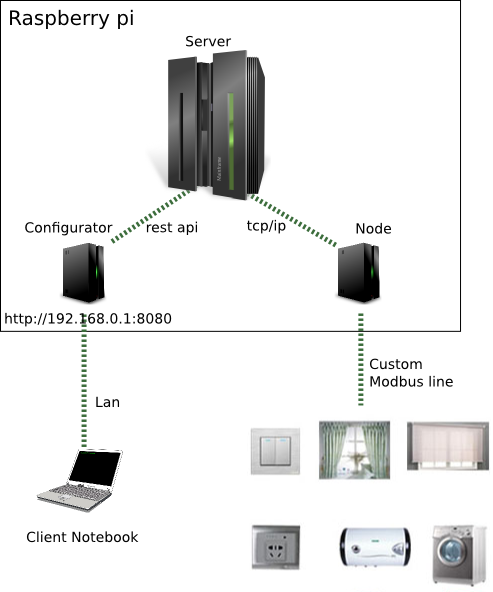 Raspberry pi
Server
Configurator
rest api
tcp/ip
Node
http://192.168.0.1:8080
Custom
Modbus line
Lan
Client Notebook